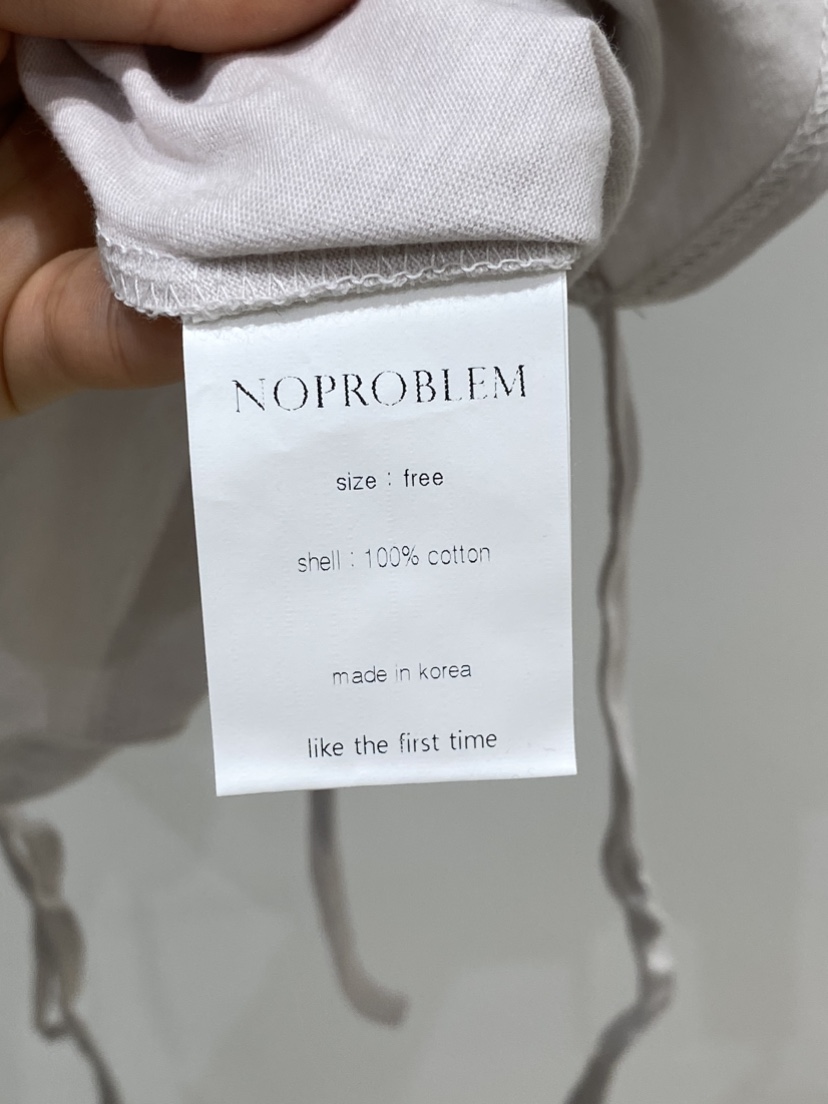 NOPROBLEM
size : free
shell : 100% cotton
made in korea
like the first time